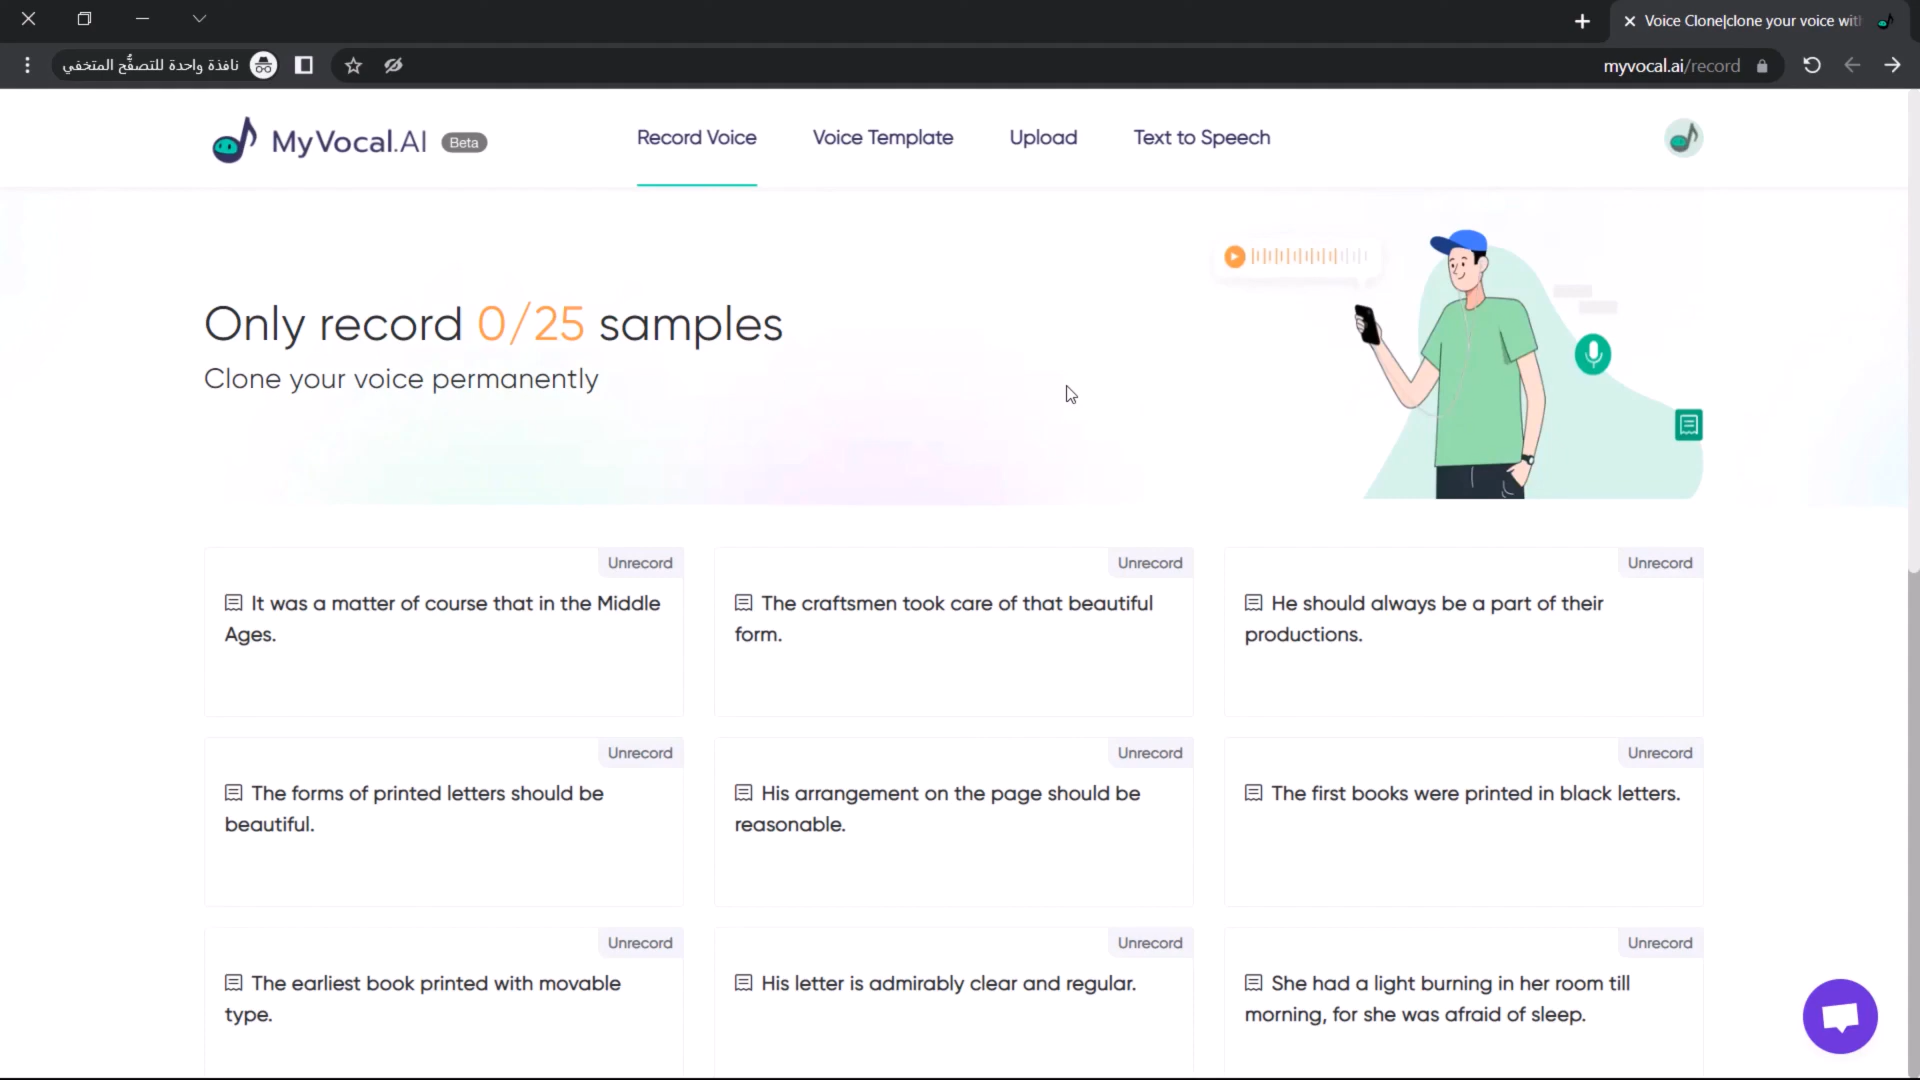 Voice Clone|clone your voice wit
نافذة واحدة للتصفُّح المتخفي
myvocal.ai/record
MyVocal.AI Beta
Record Voice
Voice Template
Upload
Text to Speech
Only record 0/25 samples
Clone your voice permanently
Unrecord
It was a matter of course that in the Middle
Ages.
Unrecord
The craftsmen took care of that beautiful
form.
Unrecord
He should always be a part of their
productions.
Unrecord
The forms of printed letters should be
beautiful.
Unrecord
His arrangement on the page should be
reasonable.
Unrecord
The first books were printed in black letters.
Unrecord
The earliest book printed with movable
type.
Unrecord
His letter is admirably clear and regular.
Unrecord
She had a light burning in her room till
morning, for she was afraid of sleep.